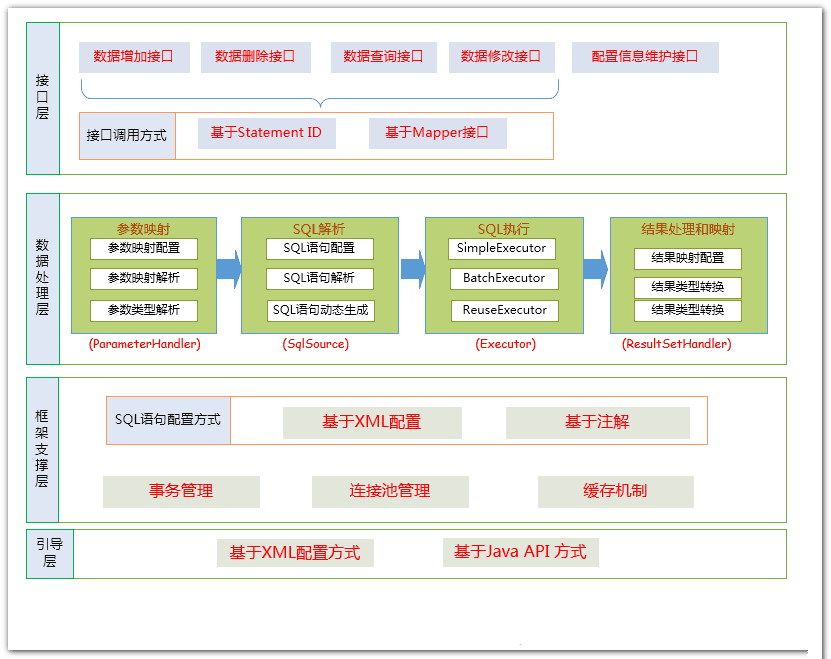 接口层
数据增加接口
数据删除接口
数据查询接口
数据修改接口
配置信息维护接口
接口调用方式
基于Statement ID
基于Mapper接口
数据处理层
参数映射
参数映射配置
参数映射解析
参数类型解析
(ParameterHandler)
SQL解析
SQL语句配置
SQL语句解析
SQL语句动态生成
(SqlSource)
SQL执行
SimpleExecutor
BatchExecutor
ReuseExecutor
(Executor)
结果处理和映射
结果映射配置
结果类型转换
结果类型转换
(ResultSetHandler)
框架支撑层
SQL语句配置方式
基于XML配置
基于注解
事务管理
连接池管理
缓存机制
引导
层
基于XML配置方式
基于Java API 方式